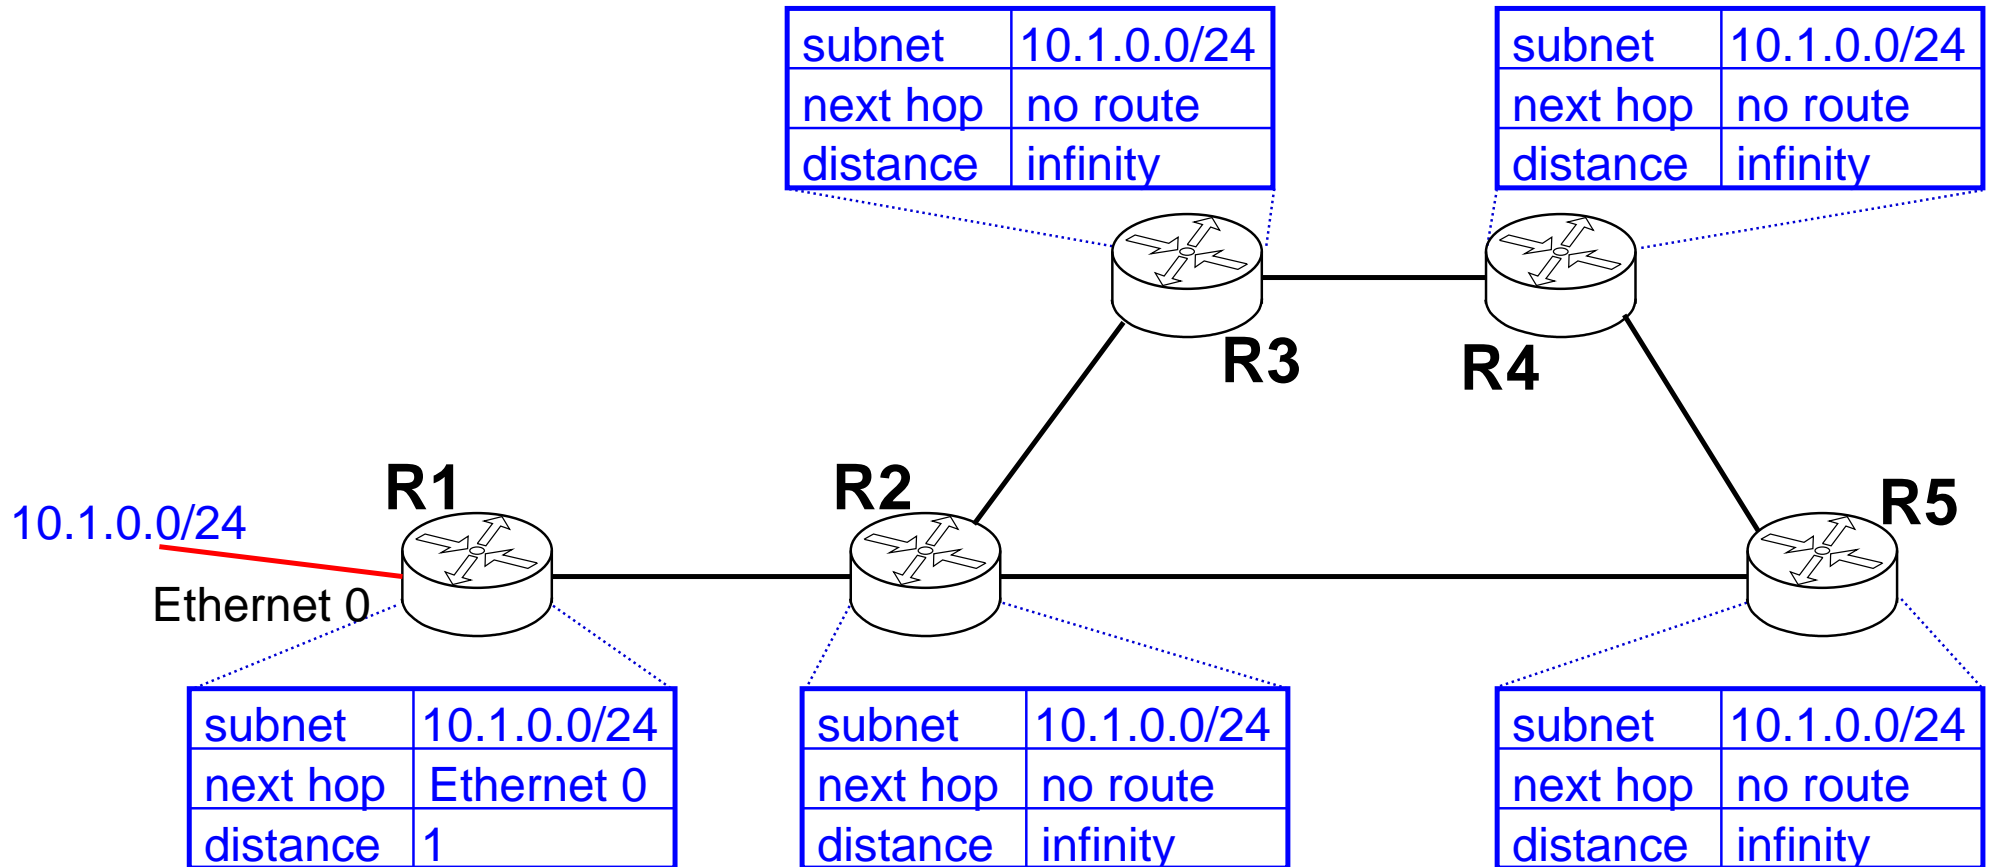 subnet 10.1.0.0/24
next hop no route
distance infinity
subnet 10.1.0.0/24
next hop no route
distance infinity
R3
R4
R1
R2
R5
10.1.0.0/24
Ethernet 0
subnet 10.1.0.0/24
next hop Ethernet 0
distance 1
subnet 10.1.0.0/24
next hop no route
distance infinity
subnet 10.1.0.0/24
next hop no route
distance infinity